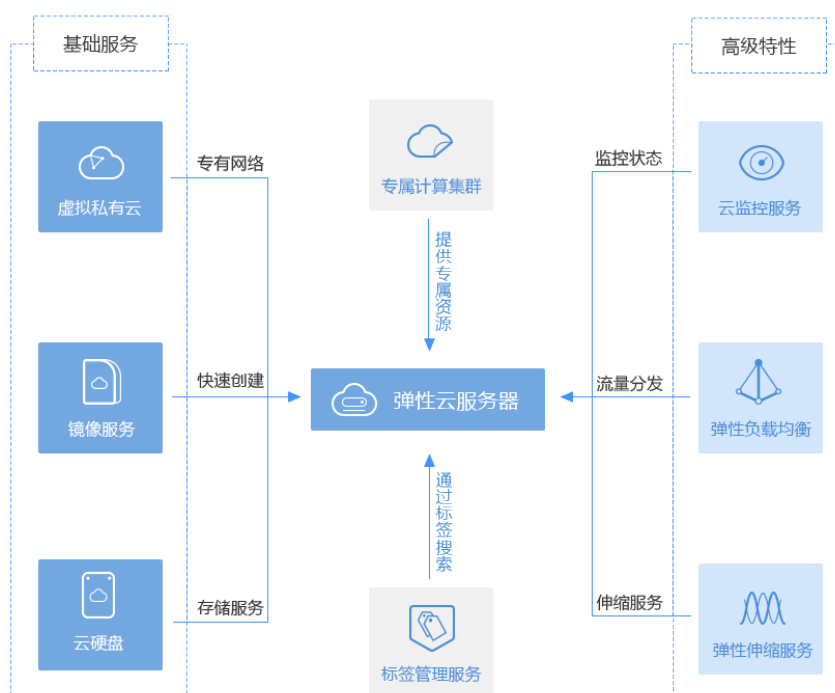 基础服务
高级特性
虚拟私有云
专有网络
专属计算集群
监控状态
云监控服务
提供专属资源
镜像服务
快速创建
弹性云服务器
流量分发
弹性负载均衡
通过标签搜索
云硬盘
存储服务
标签管理服务
伸缩服务
弹性伸缩服务